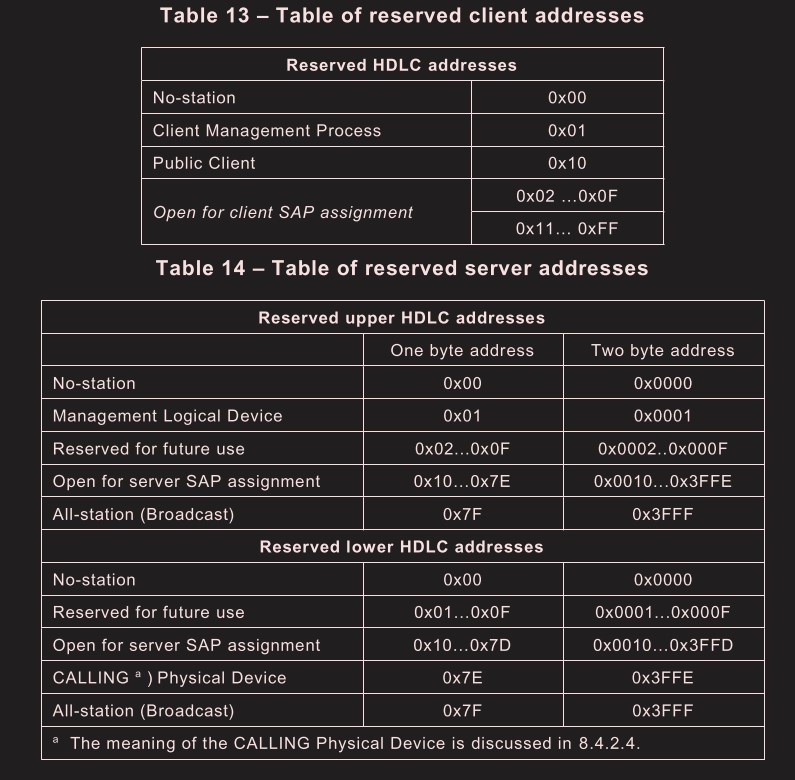 Table 13 – Table of reserved client addresses
Reserved HDLC addresses
No-station 0x00
Client Management Process 0x01
Public Client 0x10
Open for client SAP assignment 0x02 ...0x0F
0x11... 0xFF
Table 14 – Table of reserved server addresses
Reserved upper HDLC addresses
One byte address Two byte address
No-station 0x00 0x0000
Management Logical Device 0x01 0x0001
Reserved for future use 0x02...0x0F 0x0002..0x000F
Open for server SAP assignment 0x10...0x7E 0x0010...0x3FFE
All-station (Broadcast) 0x7F 0x3FFF
Reserved lower HDLC addresses
No-station 0x00 0x0000
Reserved for future use 0x01...0x0F 0x0001...0x000F
Open for server SAP assignment 0x10...0x7D 0x0010...0x3FFD
CALLING ª ) Physical Device 0x7E 0x3FFE
All-station (Broadcast) 0x7F 0x3FFF
ª The meaning of the CALLING Physical Device is discussed in 8.4.2.4.